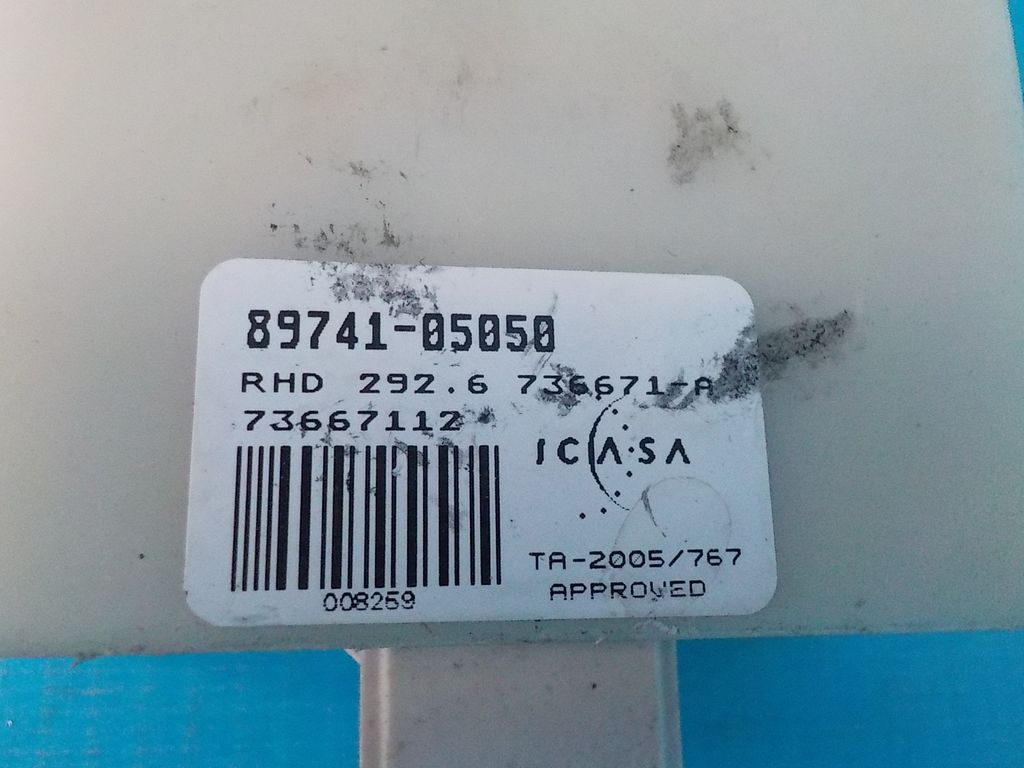 89741-05050
RHD 292.6 736671-A
73667112
ICASA
008259
TA-2005/767
APPROVED